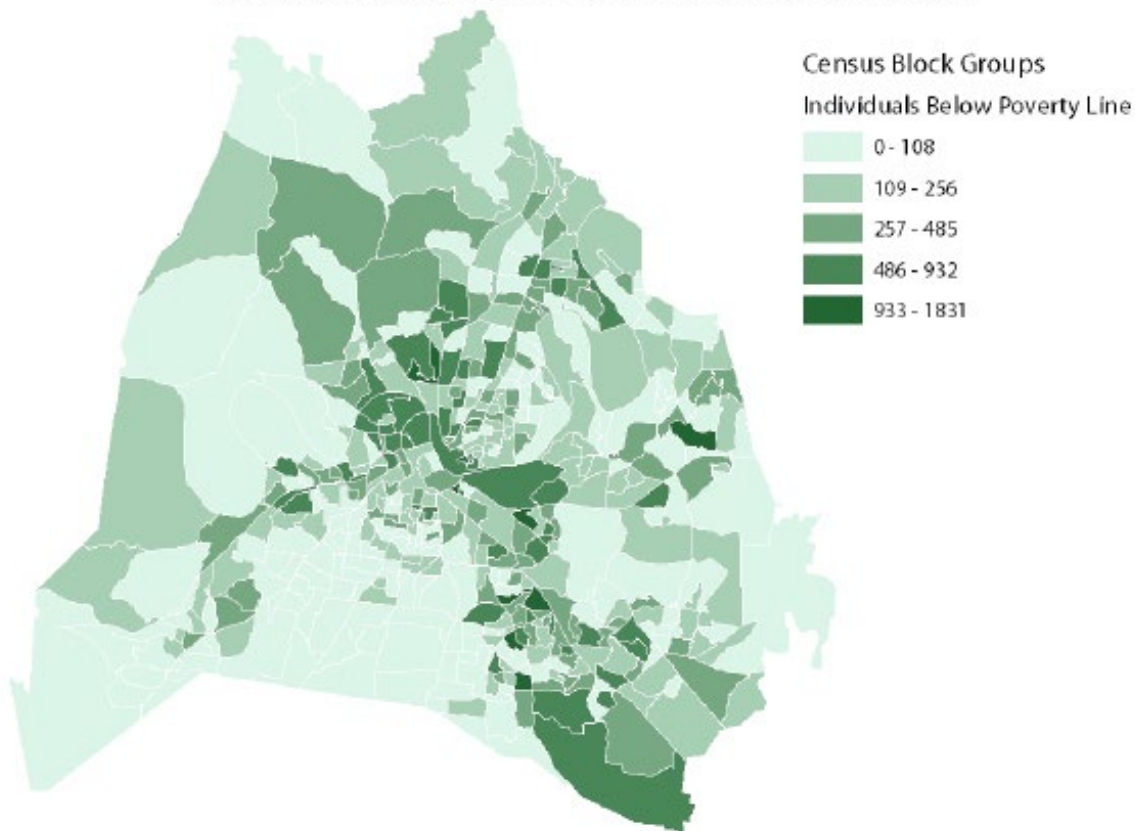 Census Block Groups
Individuals Below Poverty Line
0 - 108
109 - 256
257 - 485
486 - 932
933 - 1831